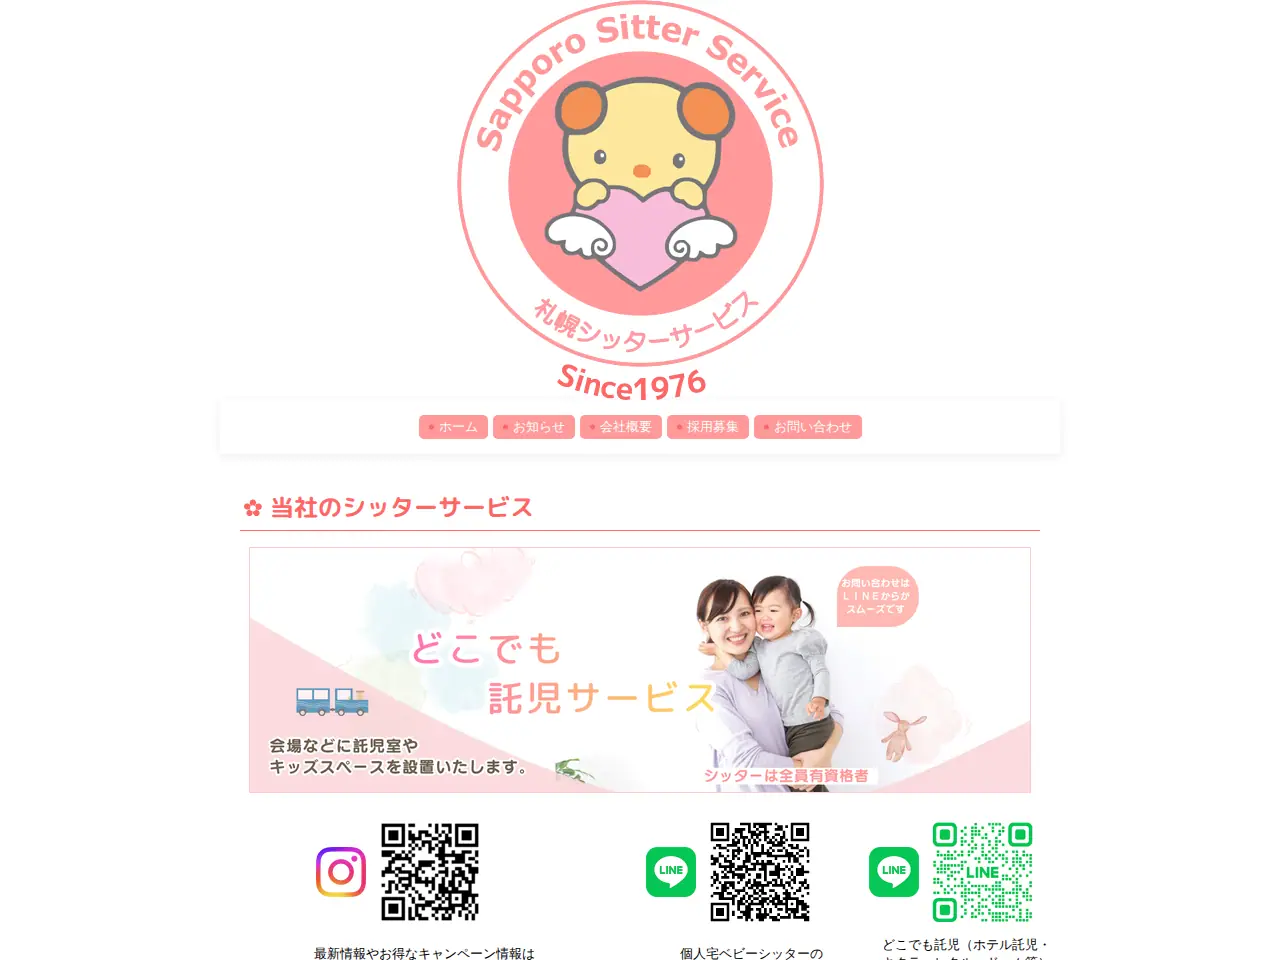 Sapporo Sitter Service
札幌シッターサービス
Since1976
ホーム
お知らせ
会社概要
採用募集
お問い合わせ
当社のシッターサービス
お問い合わせは
LINEからが
スムーズです
どこでも
託児サービス
会場などに託児室や
キッズスペースを設置いたします。
シッターは全員有資格者
LINE
LINE
LINE
最新情報やお得なキャンペーン情報は
個人宅ベビーシッターの
どこでも託児（ホテル託児・